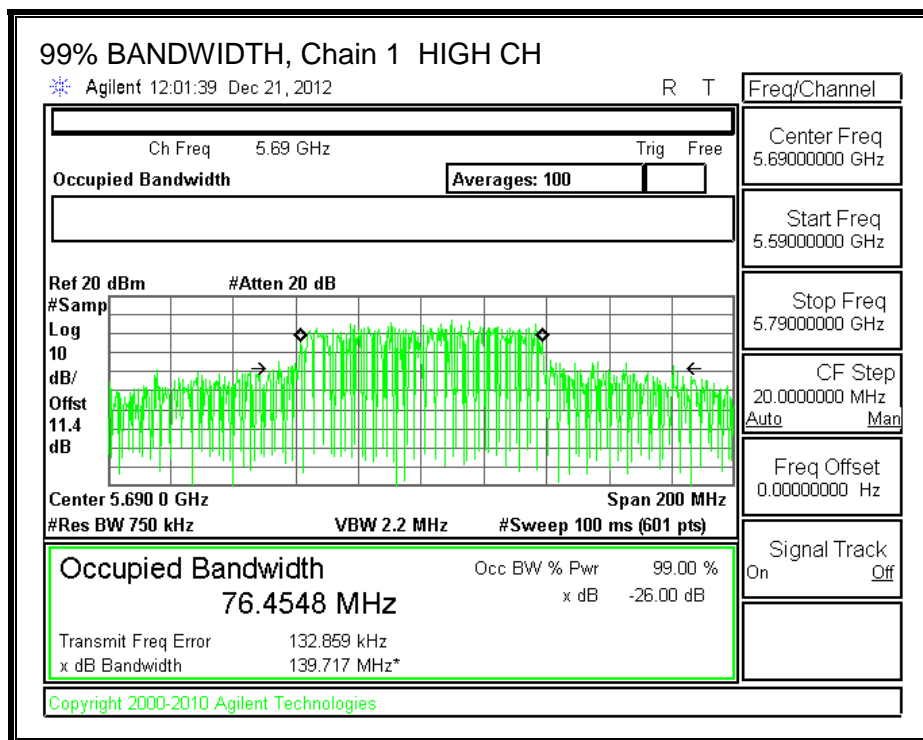 99% BANDWIDTH, Chain 1 HIGH CH
Agilent 12:01:39 Dec 21, 2012 R T
Freq/Channel
Ch Freq 5.69 GHz Trig Free
Occupied Bandwidth Averages: 100
Center Freq
5.69000000 GHz
Start Freq
5.59000000 GHz
Stop Freq
5.79000000 GHz
CF Step
20.0000000 MHz
Auto Man
Freq Offset
0.00000000 Hz
Signal Track
On Off
Ref 20 dBm #Atten 20 dB
#Samp
Log
10
dB/
Offst
11.4
dB
Center 5.690 0 GHz Span 200 MHz
#Res BW 750 kHz VBW 2.2 MHz #Sweep 100 ms (601 pts)
Occupied Bandwidth Occ BW % Pwr 99.00 %
76.4548 MHz x dB -26.00 dB
Transmit Freq Error 132.859 kHz
x dB Bandwidth 139.717 MHz*
Copyright 2000-2010 Agilent Technologies